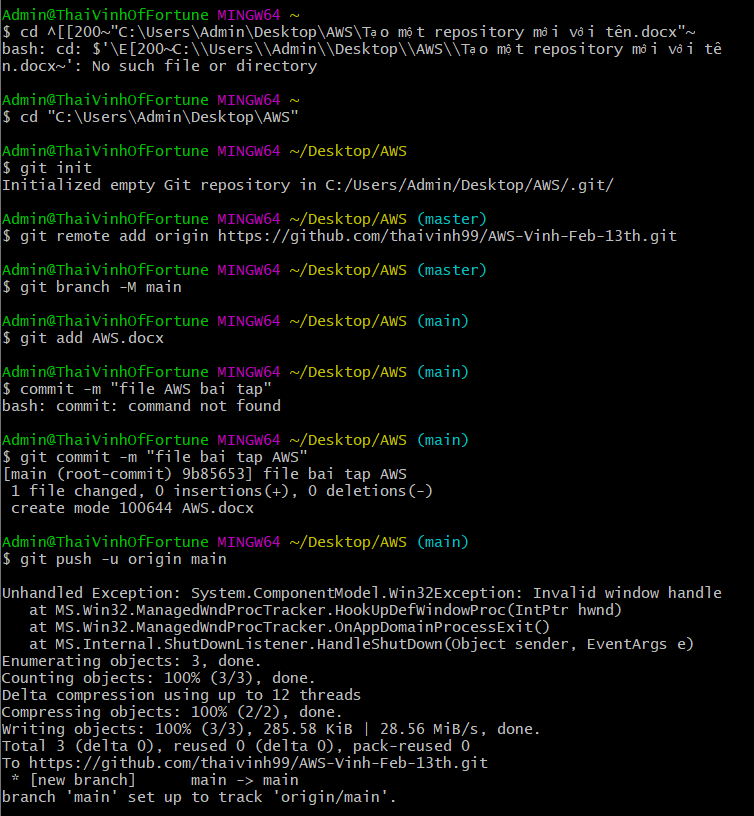 Admin@ThaiVinhOfFortune MINGW64 ~
$ cd ^[[200~"C:\Users\Admin\Desktop\AWS\Tạo một repository mới với tên.docx"~
bash: cd: $'\E[200~C:\\Users\\Admin\\Desktop\\AWS\\Tạo một repository mới với tê
n.docx~': No such file or directory

Admin@ThaiVinhOfFortune MINGW64 ~
$ cd "C:\Users\Admin\Desktop\AWS"

Admin@ThaiVinhOfFortune MINGW64 ~/Desktop/AWS
$ git init
Initialized empty Git repository in C:/Users/Admin/Desktop/AWS/.git/

Admin@ThaiVinhOfFortune MINGW64 ~/Desktop/AWS (master)
$ git remote add origin https://github.com/thaivinh99/AWS-Vinh-Feb-13th.git

Admin@ThaiVinhOfFortune MINGW64 ~/Desktop/AWS (master)
$ git branch -M main

Admin@ThaiVinhOfFortune MINGW64 ~/Desktop/AWS (main)
$ git add AWS.docx

Admin@ThaiVinhOfFortune MINGW64 ~/Desktop/AWS (main)
$ commit -m "file AWS bai tap"
bash: commit: command not found

Admin@ThaiVinhOfFortune MINGW64 ~/Desktop/AWS (main)
$ git commit -m "file bai tap AWS"
[main (root-commit) 9b85653] file bai tap AWS
 1 file changed, 0 insertions(+), 0 deletions(-)
 create mode 100644 AWS.docx

Admin@ThaiVinhOfFortune MINGW64 ~/Desktop/AWS (main)
$ git push -u origin main

Unhandled Exception: System.ComponentModel.Win32Exception: Invalid window handle
   at MS.Win32.ManagedWndProcTracker.HookUpDefWindowProc(IntPtr hwnd)
   at MS.Win32.ManagedWndProcTracker.OnAppDomainProcessExit()
   at MS.Internal.ShutDownListener.HandleShutDown(Object sender, EventArgs e)
Enumerating objects: 3, done.
Counting objects: 100% (3/3), done.
Delta compression using up to 12 threads
Compressing objects: 100% (2/2), done.
Writing objects: 100% (3/3), 285.58 KiB | 28.56 MiB/s, done.
Total 3 (delta 0), reused 0 (delta 0), pack-reused 0
To https://github.com/thaivinh99/AWS-Vinh-Feb-13th.git
 * [new branch]      main -> main
branch 'main' set up to track 'origin/main'.